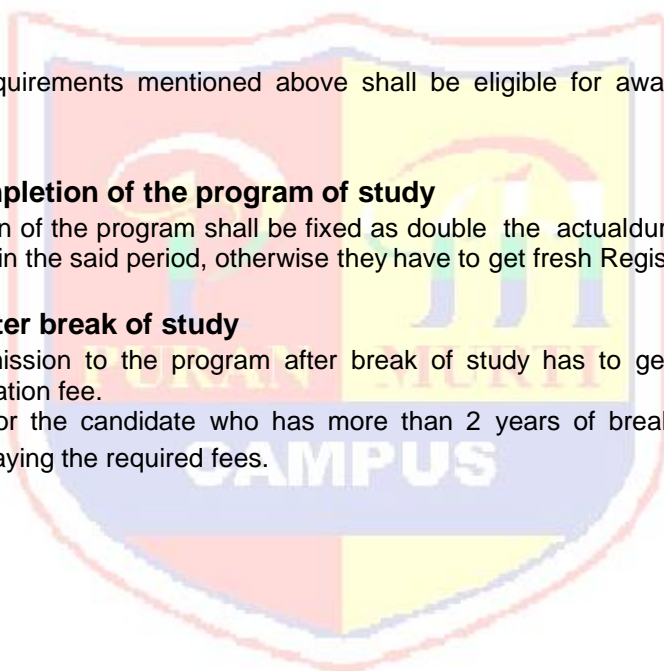 quirements mentioned above shall be eligible for awa
npletion of the program of study
n of the program shall be fixed as double the actualdur
in the said period, otherwise they have to get fresh Regis
ter break of study
nission to the program after break of study has to ge
ation fee.
or the candidate who has more than 2 years of break
aying the required fees.
PURAN MURTI
CAMPUS